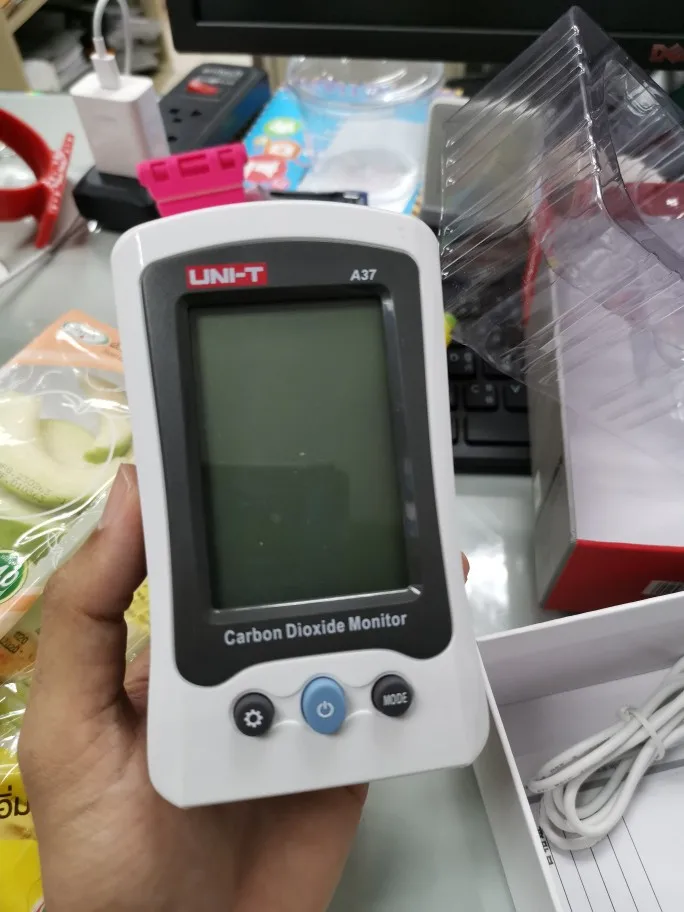 UNI-T
A37
Carbon Dioxide Monitor
MODE